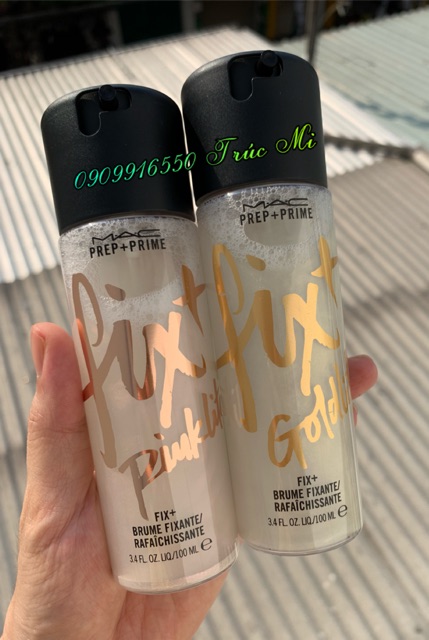 0909916550 Trúc Mi
MAC
PREP+PRIME
fix+
FIX+
BRUME FIXANTE/
RAFAÎCHISSANTE
3.4 FL. OZ. LIQ/100 ML ℮
MAC
PREP+PRIME
fix+
FIX+
BRUME FIXANTE/
RAFAÎCHISSANTE
3.4 FL. OZ. LIQ./100 ML ℮